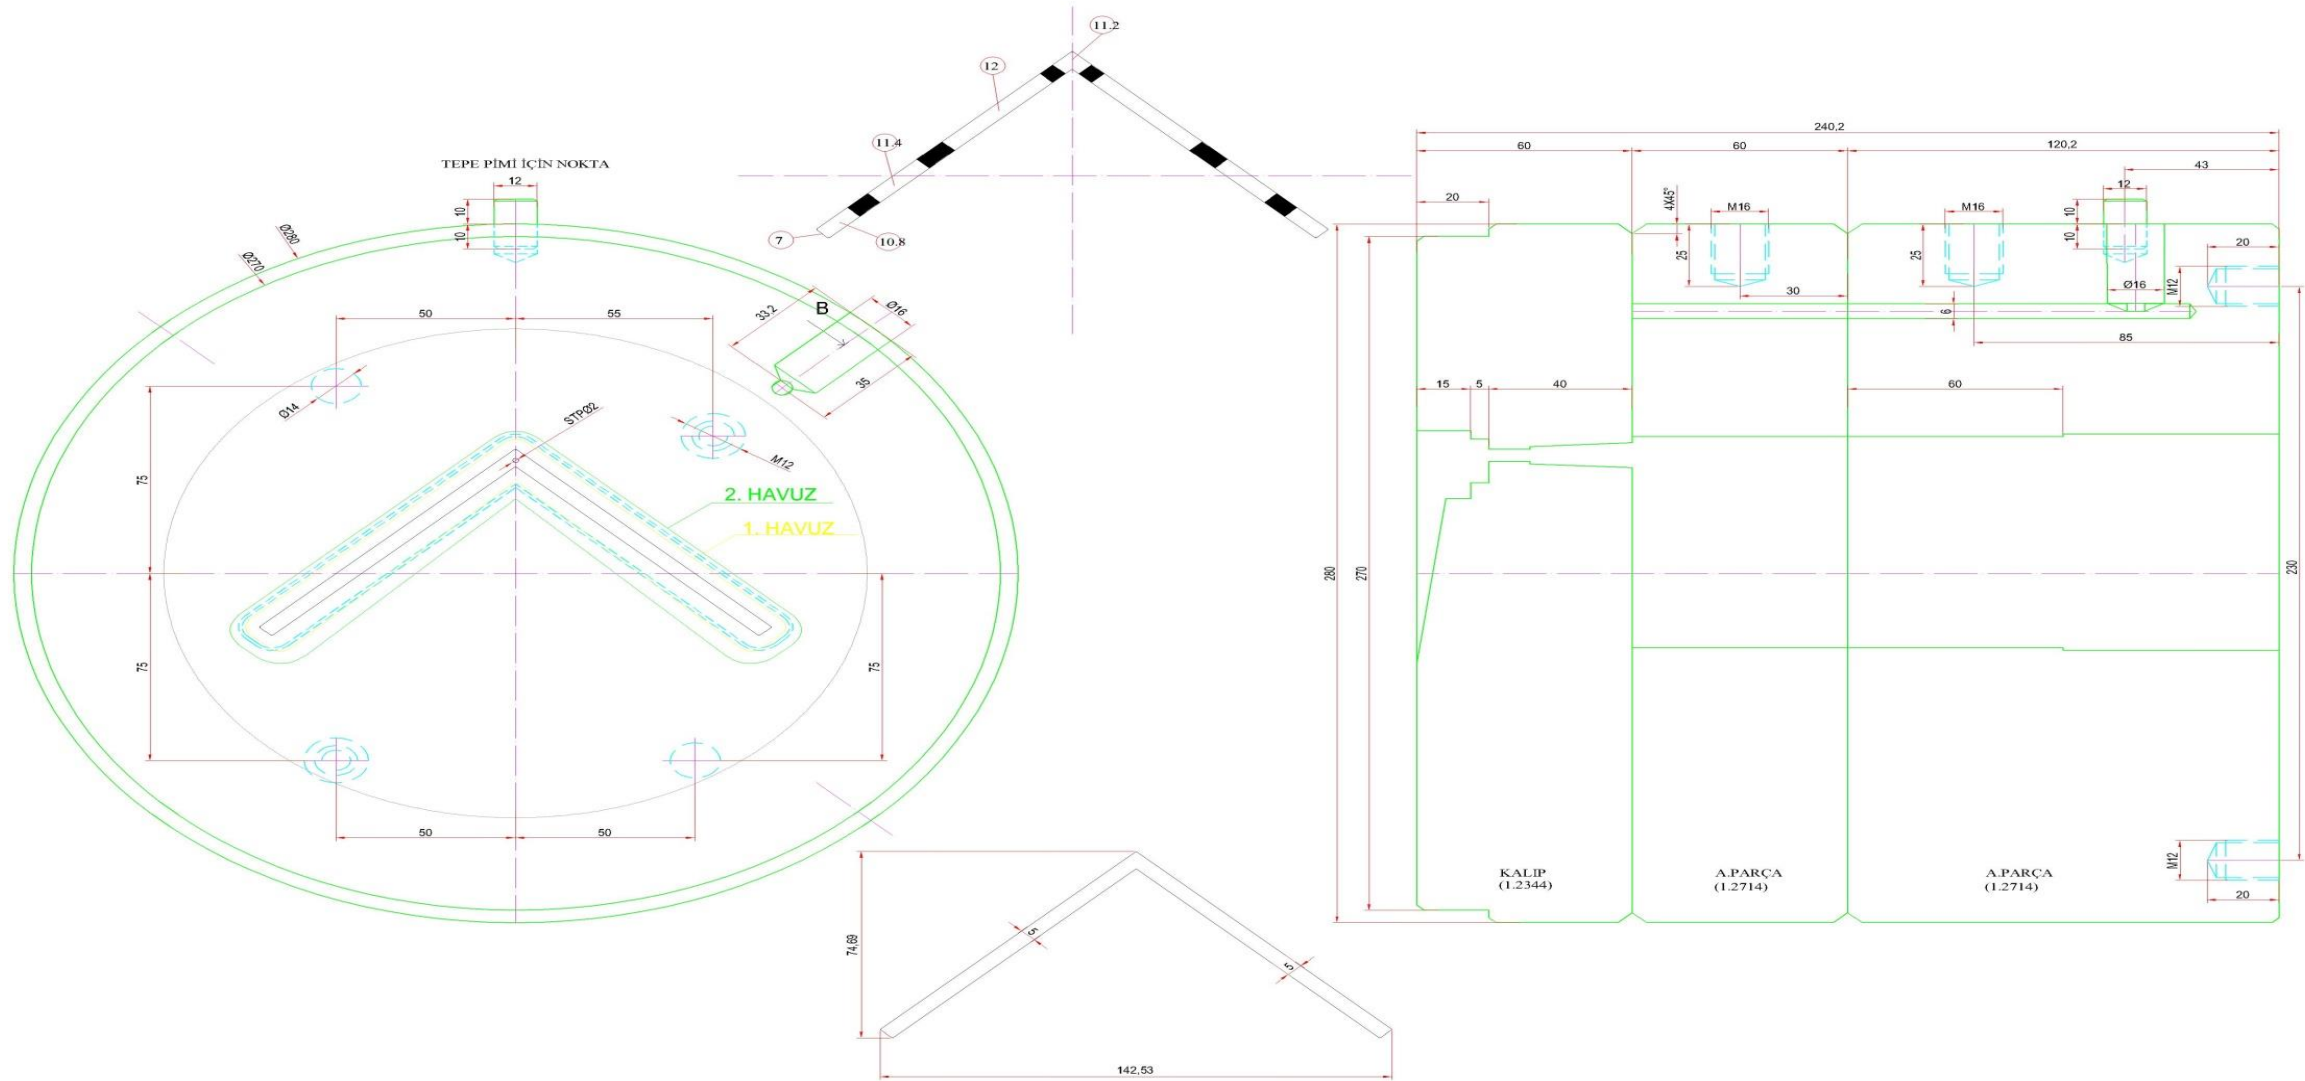 TEPE PİMİ İÇİN NOKTA
12
10
10
Ø280
Ø270
50
55
33,2
B
Ø16
35
Ø14
STPØ2
M12
2. HAVUZ
1. HAVUZ
75
75
75
50
50
11.2
12
11.4
7
10.8
74,69
5
5
142,53
240,2
60
60
120,2
43
20
4X45°
M16
M16
12
10
10
25
25
20
M12
Ø16
30
6
85
15
5
40
60
280
270
230
KALIP
(1.2344)
A.PARÇA
(1.2714)
A.PARÇA
(1.2714)
M12
20